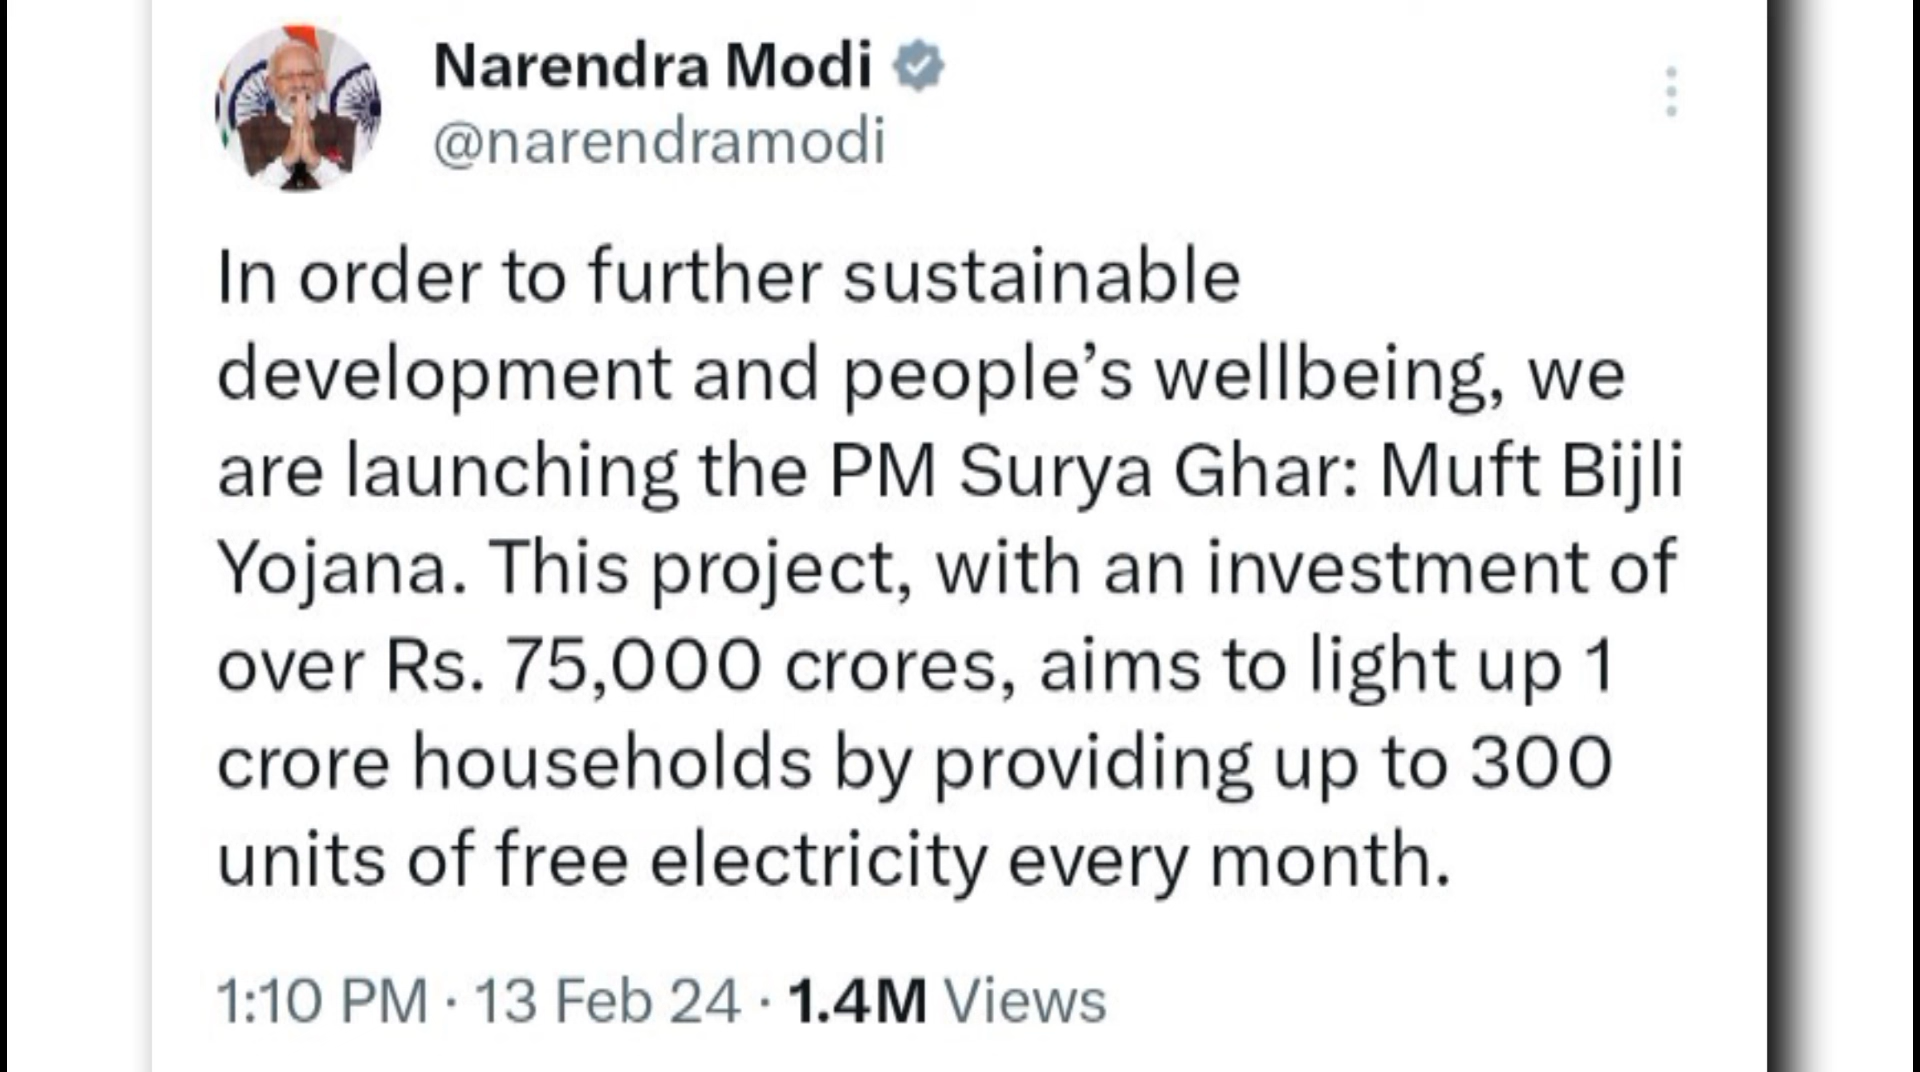 Narendra Modi
@narendramodi
In order to further sustainable
development and people’s wellbeing, we
are launching the PM Surya Ghar: Muft Bijli
Yojana. This project, with an investment of
over Rs. 75,000 crores, aims to light up 1
crore households by providing up to 300
units of free electricity every month.
1:10 PM · 13 Feb 24 · 1.4M Views